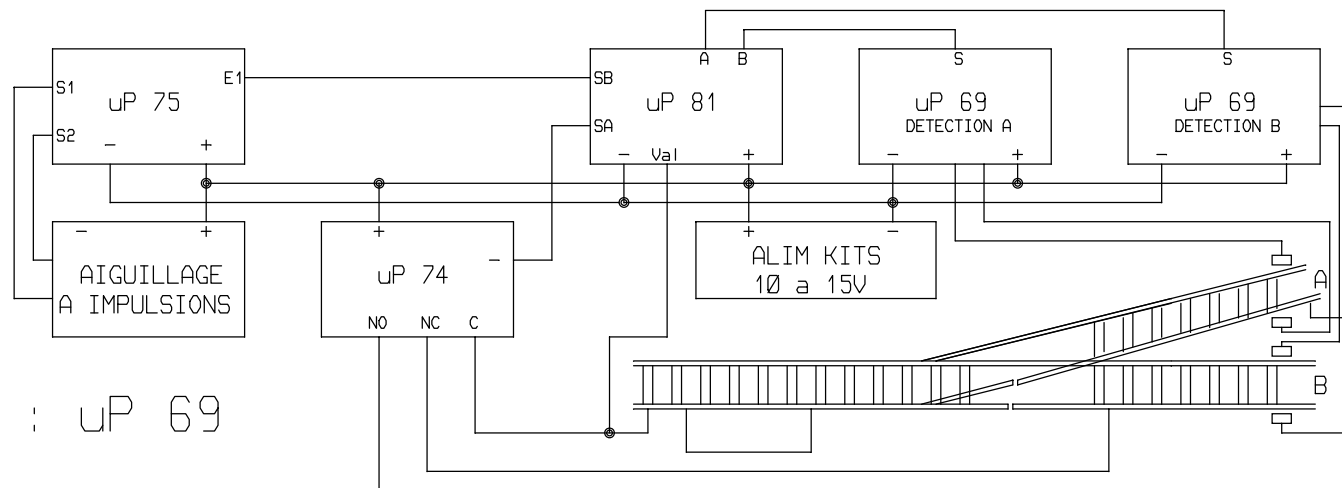 S1
S2
E1
uP 75
-
+
SB
SA
A
B
uP 81
-
Val
+
S
uP 69
DETECTION A
-
+
S
uP 69
DETECTION B
-
+
-
+
AIGUILLAGE
A IMPULSIONS
+
-
uP 74
NO
NC
C
+
-
ALIM KITS
10 a 15V
A
B
: uP 69